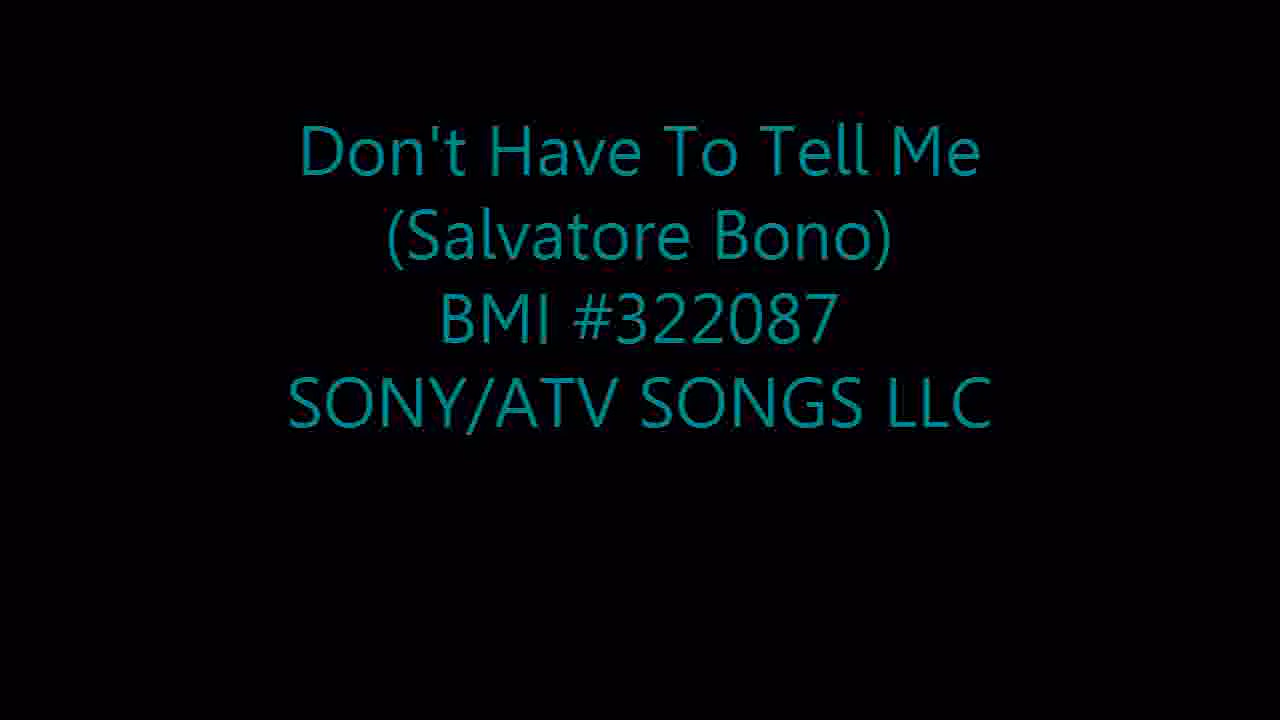 Don't Have To Tell Me
(Salvatore Bono)
BMI #322087
SONY/ATV SONGS LLC